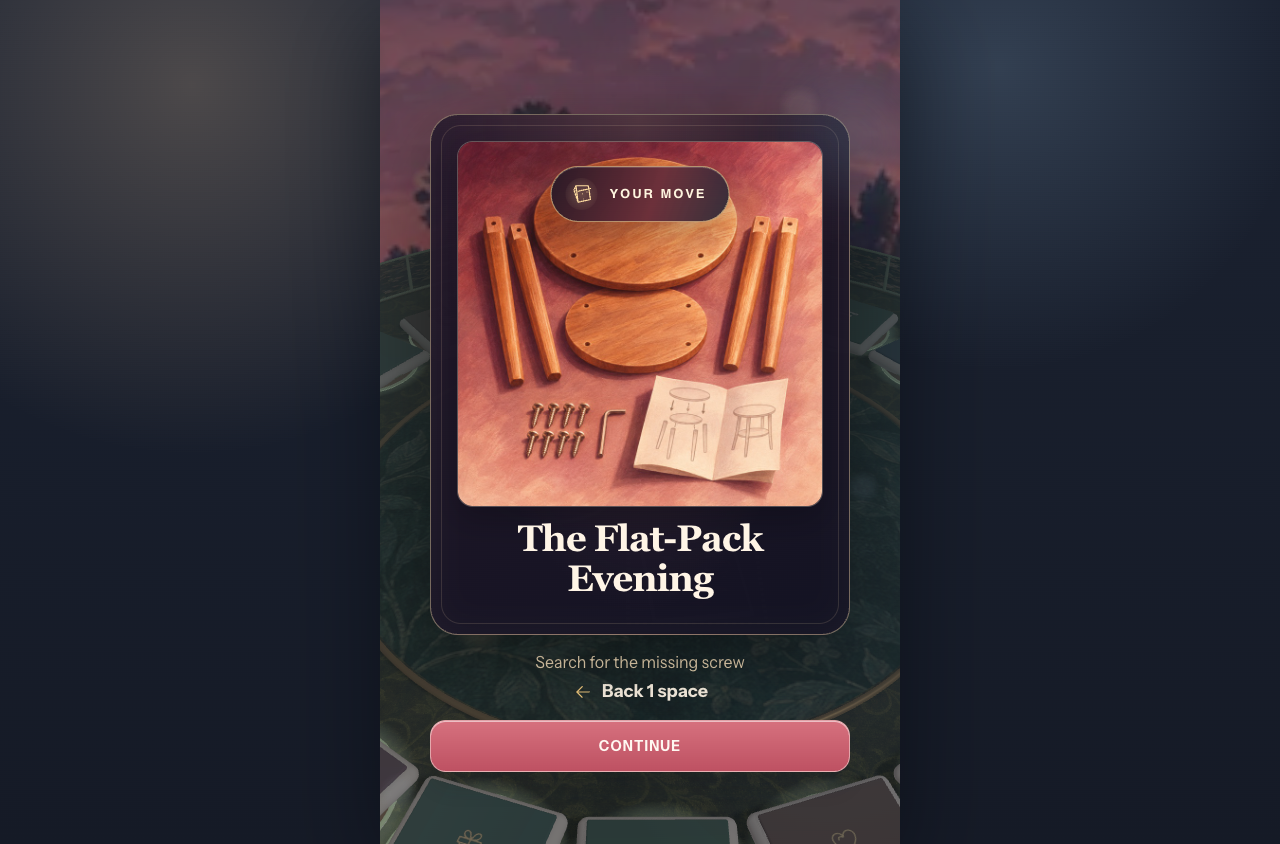 YOUR MOVE
The Flat-Pack
Evening
Search for the missing screw
Back 1 space
CONTINUE